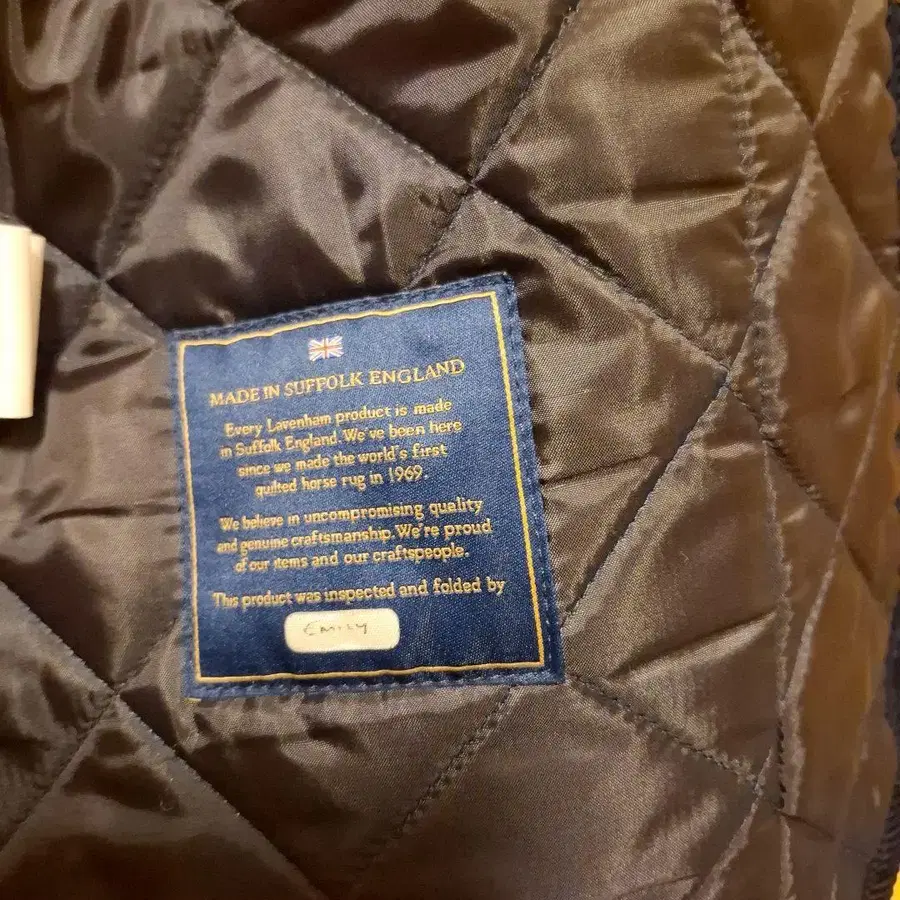 MADE IN SUFFOLK ENGLAND
Every Lavenham product is made
in Suffolk England. We've been here
since we made the world's first
quilted horse rug in 1969.
We believe in uncompromising quality
and genuine craftsmanship. We're proud
of our items and our craftspeople.
This product was inspected and folded by
EMILY